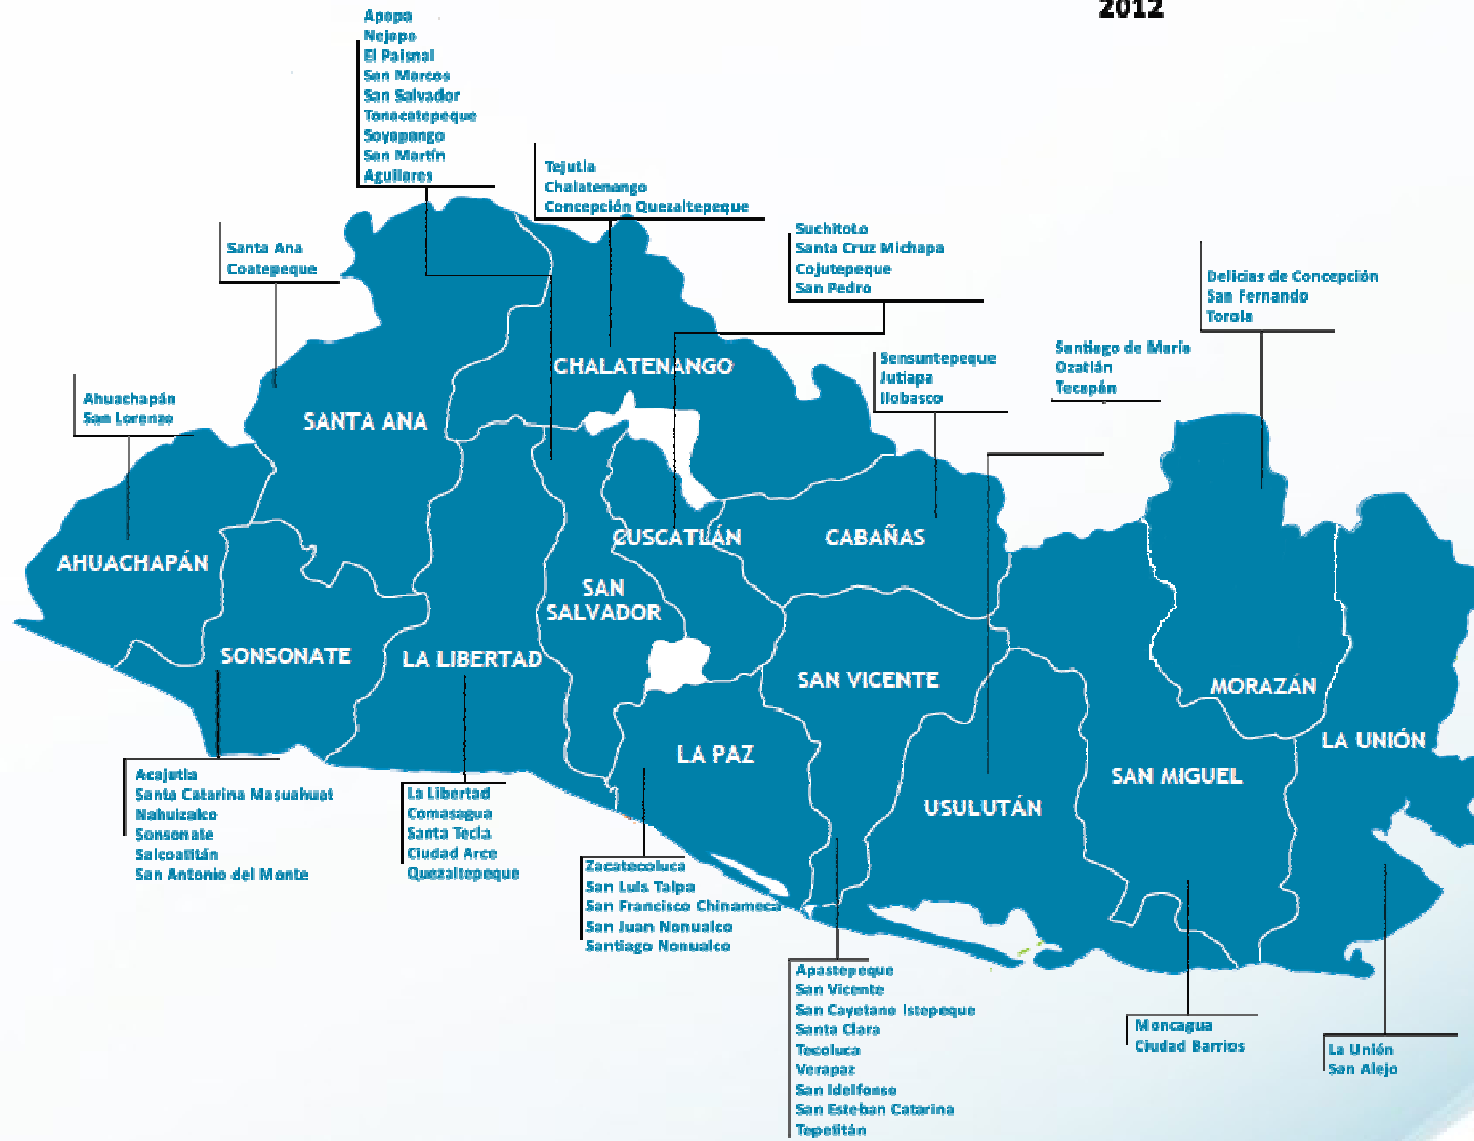 2012
Apopa
Nejapa
El Paisnal
San Marcos
San Salvador
Tonacatepeque
Soyapango
San Martín
Aguilares
Tejutla
Chalatenango
Concepción Quezaltepeque
Santa Ana
Coatepeque
Suchitoto
Santa Cruz Michapa
Cojutepeque
San Pedro
Delicias de Concepción
San Fernando
Torola
Santiago de María
Ozatlán
Tecapán
Sensuntepeque
Jutiapa
Ilobasco
Ahuachapán
San Lorenzo
CHALATENANGO
SANTA ANA
CUSCATLÁN
CABAÑAS
AHUACHAPÁN
SAN
SALVADOR
SONSONATE
LA LIBERTAD
SAN VICENTE
MORAZÁN
LA UNIÓN
LA PAZ
SAN MIGUEL
USULUTÁN
Acajutla
Santa Catarina Masuahuat
Nahuizalco
Sonsonate
Salcoatitán
San Antonio del Monte
La Libertad
Comasagua
Santa Tecla
Ciudad Arce
Quezaltepeque
Zacatecoluca
San Luis Talpa
San Francisco Chinameca
San Juan Nonualco
Santiago Nonualco
Apastepeque
San Vicente
San Cayetano Istepeque
Santa Clara
Tecoluca
Verapaz
San Idelfonso
San Esteban Catarina
Tepetitán
Moncagua
Ciudad Barrios
La Unión
San Alejo